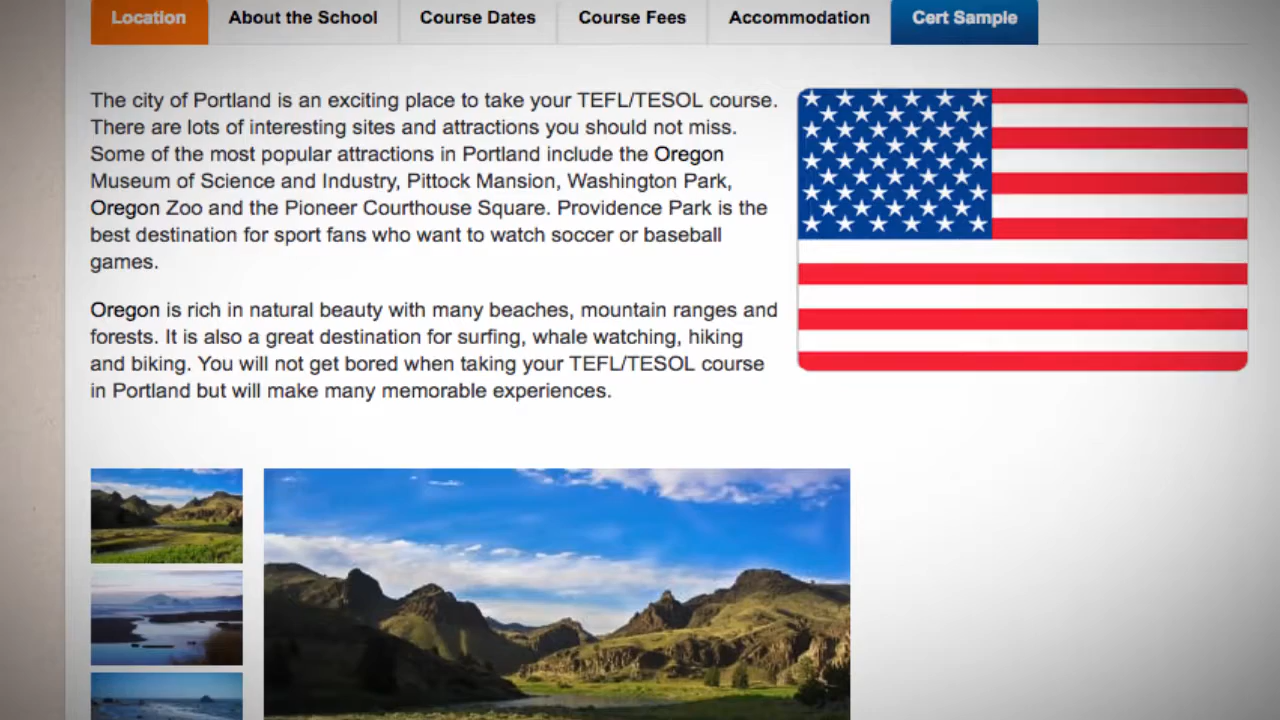 Location About the School Course Dates Course Fees Accommodation Cert Sample
The city of Portland is an exciting place to take your TEFL/TESOL course.
There are lots of interesting sites and attractions you should not miss.
Some of the most popular attractions in Portland include the Oregon
Museum of Science and Industry, Pittock Mansion, Washington Park,
Oregon Zoo and the Pioneer Courthouse Square. Providence Park is the
best destination for sport fans who want to watch soccer or baseball
games.
Oregon is rich in natural beauty with many beaches, mountain ranges and
forests. It is also a great destination for surfing, whale watching, hiking
and biking. You will not get bored when taking your TEFL/TESOL course
in Portland but will make many memorable experiences.